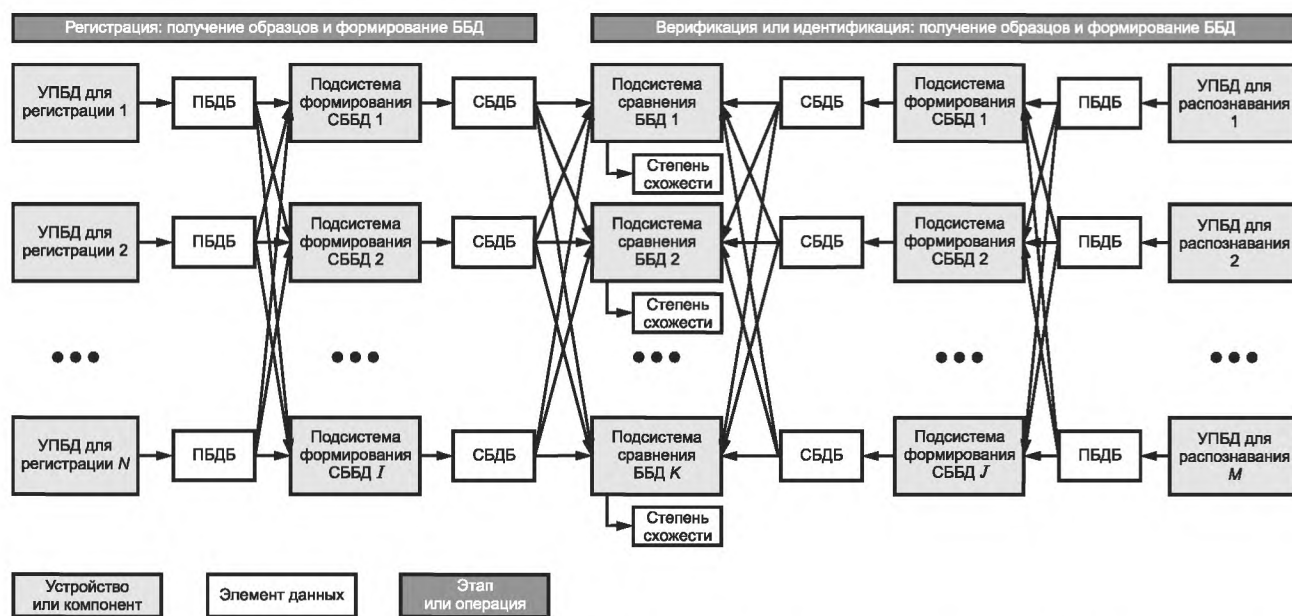 Регистрация: получение образцов и формирование ББД
Верификация или идентификация: получение образцов и формирование ББД
УПБД для
регистрации 1
ПБДБ
Подсистема
формирования
СББД 1
СБДБ
Подсистема
сравнения
ББД 1
СБДБ
Подсистема
формирования
СББД 1
ПБДБ
УПБД для
распознавания
1
Степень
схожести
УПБД для
регистрации 2
ПБДБ
Подсистема
формирования
СББД 2
СБДБ
Подсистема
сравнения
ББД 2
СБДБ
Подсистема
формирования
СББД 2
ПБДБ
УПБД для
распознавания
2
Степень
схожести
УПБД для
регистрации N
ПБДБ
Подсистема
формирования
СББД I
СБДБ
Подсистема
сравнения
ББД K
СБДБ
Подсистема
формирования
СББД J
ПБДБ
УПБД для
распознавания
M
Степень
схожести
Устройство
или компонент
Элемент данных
Этап
или операция